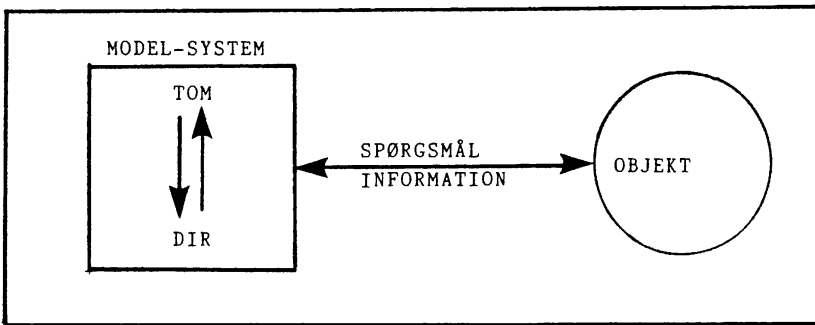 MODEL-SYSTEM
TOM
SPØRGSMÅL
INFORMATION
OBJEKT
DIR